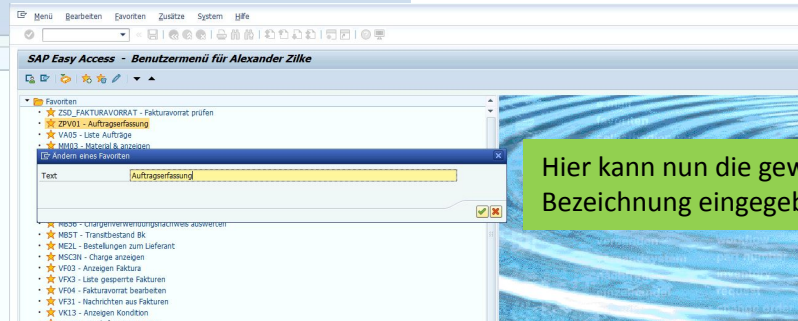 Menü Bearbeiten Favoriten Zusätze System Hilfe
SAP Easy Access - Benutzermenü für Alexander Zilke
Favoriten
ZSD_FAKTURAVORRAT - Fakturavorrat prüfen
ZPV01 - Auftragserfassung
VA05 - Liste Aufträge
MM03 - Material & anzeigen
Ändern eines Favoriten
Text Auftragserfassung
Hier kann nun die gew
Bezeichnung eingegeb
MB56 - Chargenverwendungsnachweis auswerten
MB5T - Transitbestand Bk
ME2L - Bestellungen zum Lieferant
MSC3N - Charge anzeigen
VF03 - Anzeigen Faktura
VFX3 - Liste gesperrte Fakturen
VF04 - Fakturavorrat bearbeiten
VF31 - Nachrichten aus Fakturen
VK13 - Anzeigen Kondition